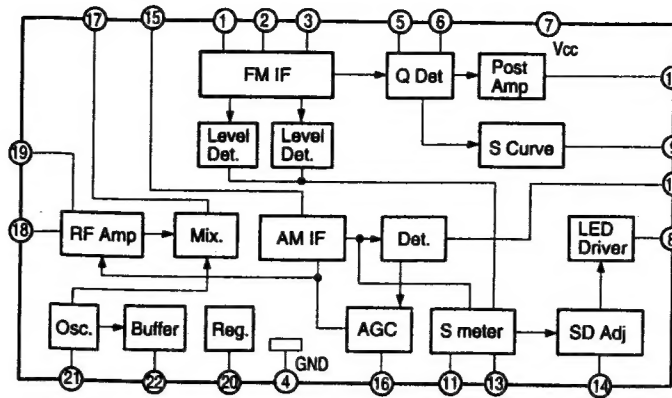 17 15 1 2 3 5 6 7
Vcc
FM IF
Q Det
Post
Amp
Level
Det.
Level
Det.
S Curve
19
18
RF Amp
Mix.
AM IF
Det.
LED
Driver
8
Osc.
Buffer
Reg.
GND
AGC
S meter
SD Adj
21 22 20 4 16 11 13 14